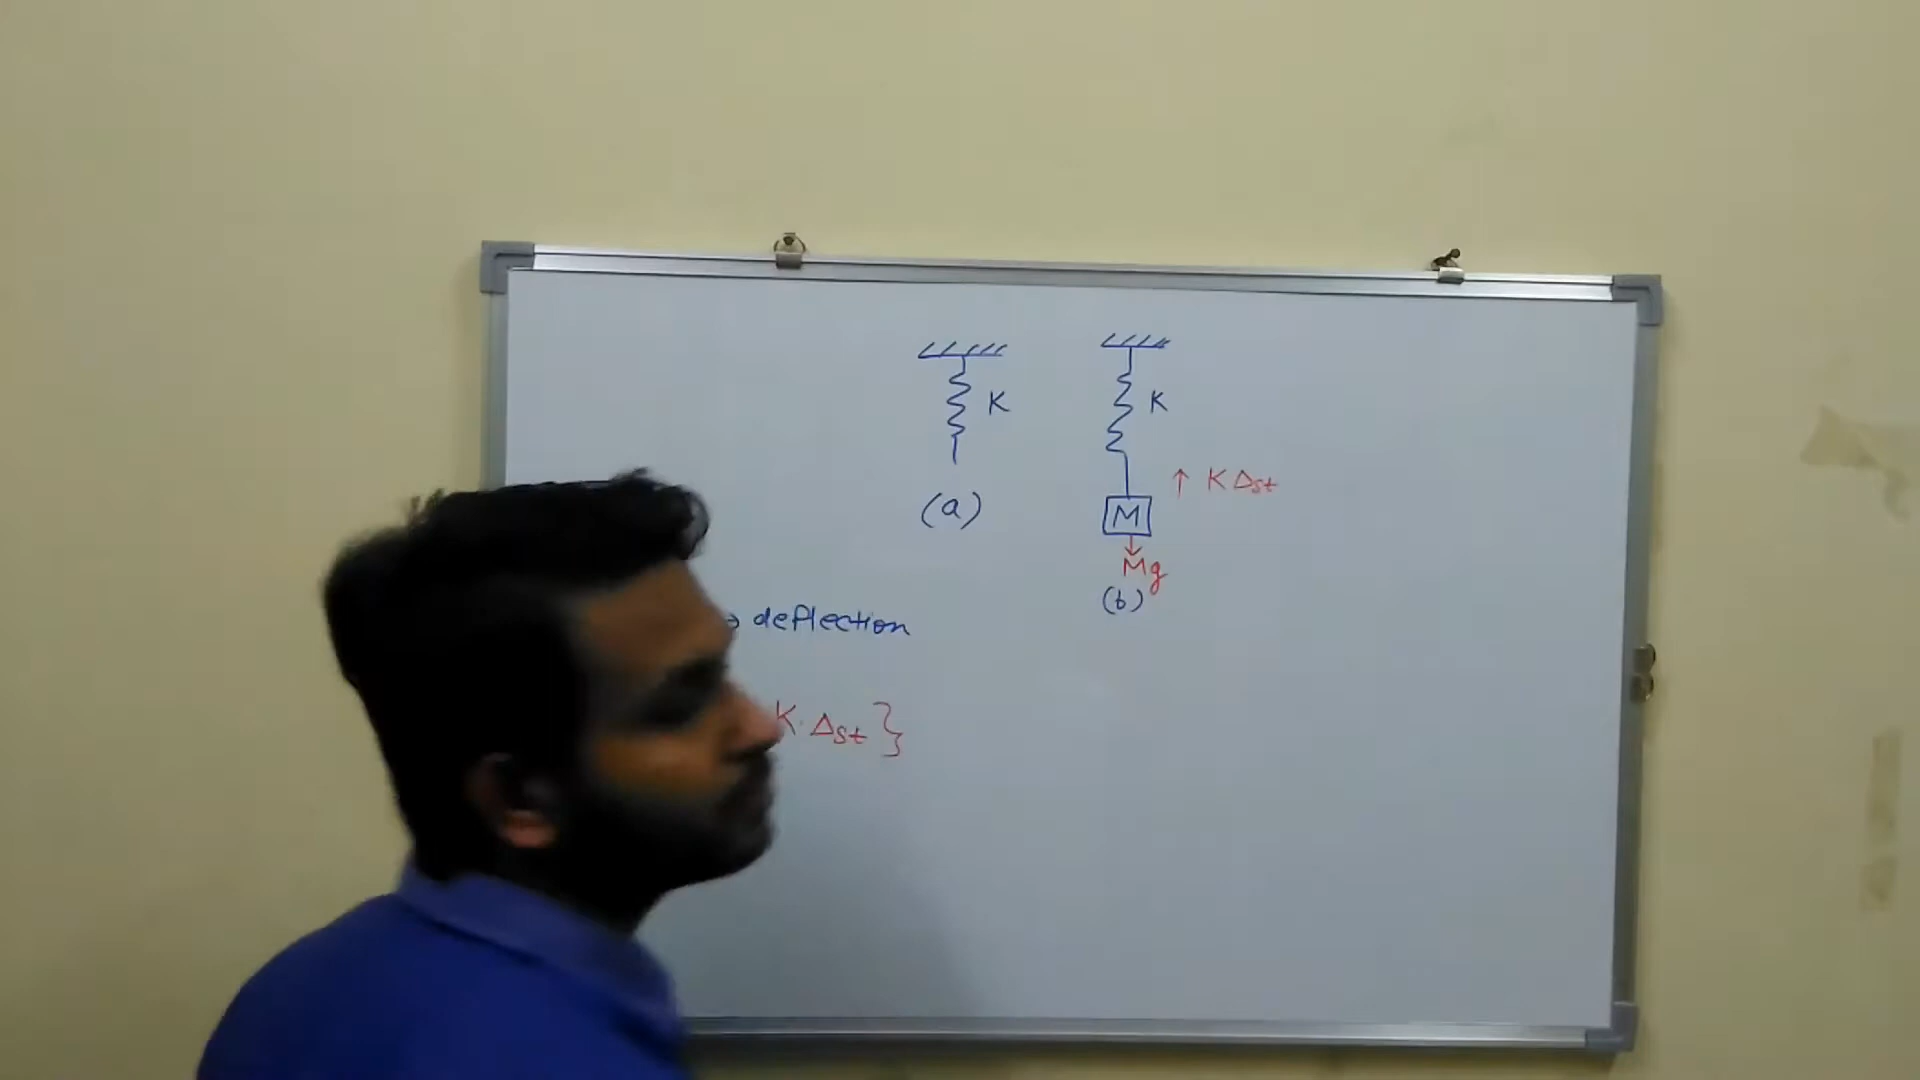 K
K
↑ K Δst
(a)
M
Mg
(b)
→ deflection
K·Δst }